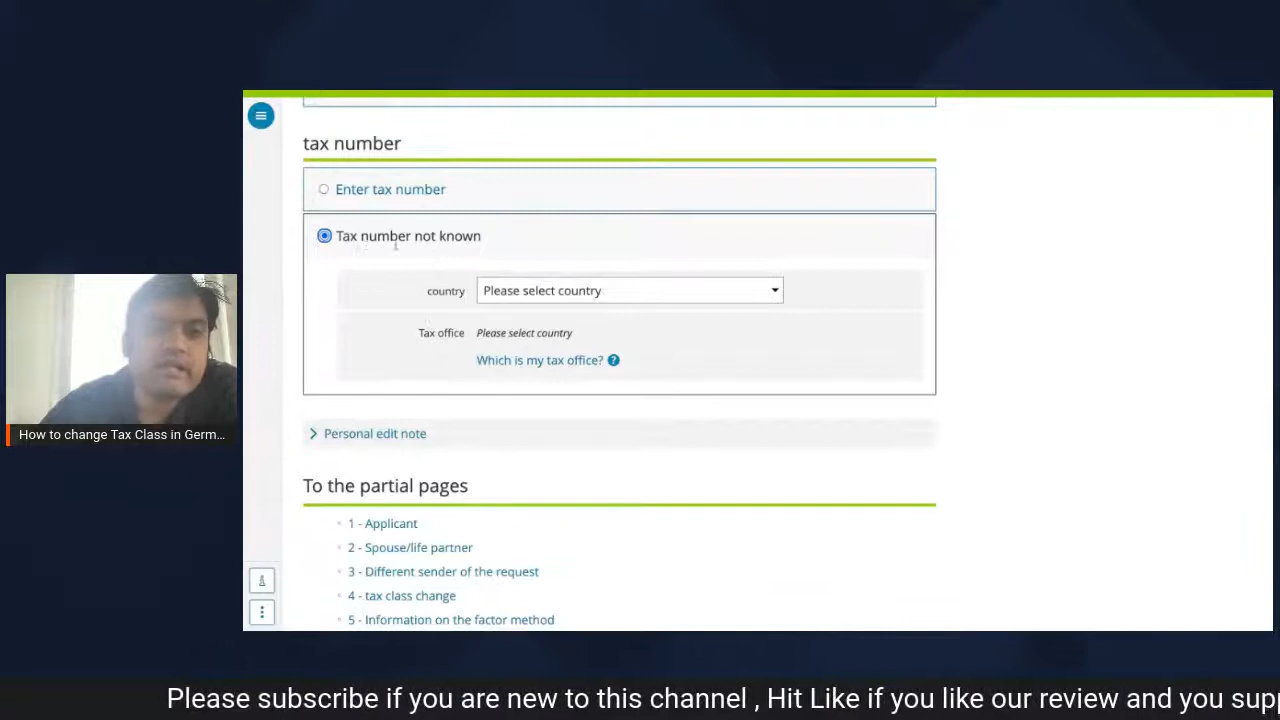 tax number
Enter tax number
Tax number not known
country Please select country
Tax office Please select country
Which is my tax office? ?
Personal edit note
To the partial pages
1 - Applicant
2 - Spouse/life partner
3 - Different sender of the request
4 - tax class change
5 - Information on the factor method
How to change Tax Class in Germ...
Please subscribe if you are new to this channel , Hit Like if you like our review and you sup